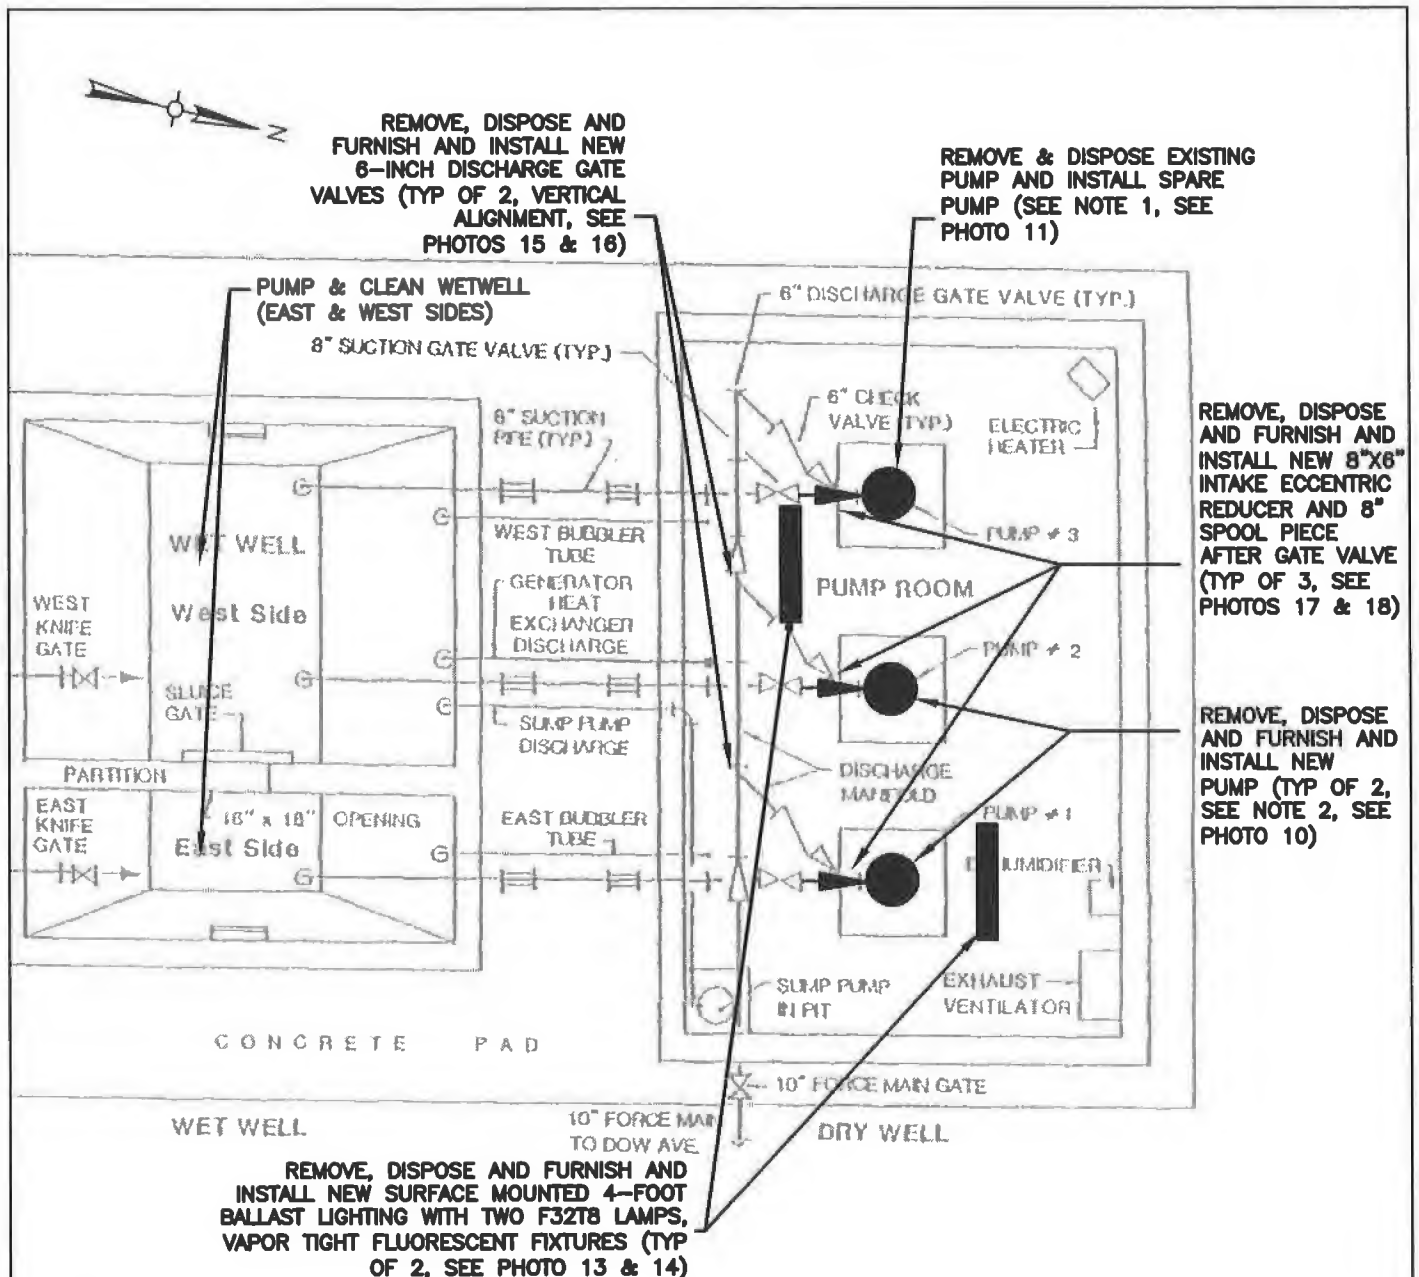 N
REMOVE, DISPOSE AND
FURNISH AND INSTALL NEW
6-INCH DISCHARGE GATE
VALVES (TYP OF 2, VERTICAL
ALIGNMENT, SEE
PHOTOS 15 & 16)
REMOVE & DISPOSE EXISTING
PUMP AND INSTALL SPARE
PUMP (SEE NOTE 1, SEE
PHOTO 11)
PUMP & CLEAN WETWELL
(EAST & WEST SIDES)
6" DISCHARGE GATE VALVE (TYP.)
8" SUCTION GATE VALVE (TYP.)
8" SUCTION
PIPE (TYP.)
6" CHECK
VALVE (TYP.)
ELECTRIC
HEATER
REMOVE, DISPOSE
AND FURNISH AND
INSTALL NEW 8"X6"
INTAKE ECCENTRIC
REDUCER AND 8"
SPOOL PIECE
AFTER GATE VALVE
(TYP OF 3, SEE
PHOTOS 17 & 18)
G
G
WET WELL
WEST BUBBLER
TUBE
PUMP # 3
GENERATOR
HEAT
EXCHANGER
DISCHARGE
PUMP ROOM
WEST
KNIFE
GATE
West Side
G
G
G
PUMP # 2
SLUICE
GATE
SUMP PUMP
DISCHARGE
REMOVE, DISPOSE
AND FURNISH AND
INSTALL NEW
PUMP (TYP OF 2,
SEE NOTE 2, SEE
PHOTO 10)
PARTITION
DISCHARGE
MANIFOLD
EAST
KNIFE
GATE
18" x 18" OPENING
East Side
EAST BUBBLER
TUBE
PUMP # 1
G
G
DEHUMIDIFIER
SUMP PUMP
IN PIT
EXHAUST
VENTILATOR
CONCRETE PAD
10" FORCE MAIN GATE
WET WELL
10" FORCE MAIN
TO DOW AVE.
DRY WELL
REMOVE, DISPOSE AND FURNISH AND
INSTALL NEW SURFACE MOUNTED 4-FOOT
BALLAST LIGHTING WITH TWO F32T8 LAMPS,
VAPOR TIGHT FLUORESCENT FIXTURES (TYP
OF 2, SEE PHOTO 13 & 14)